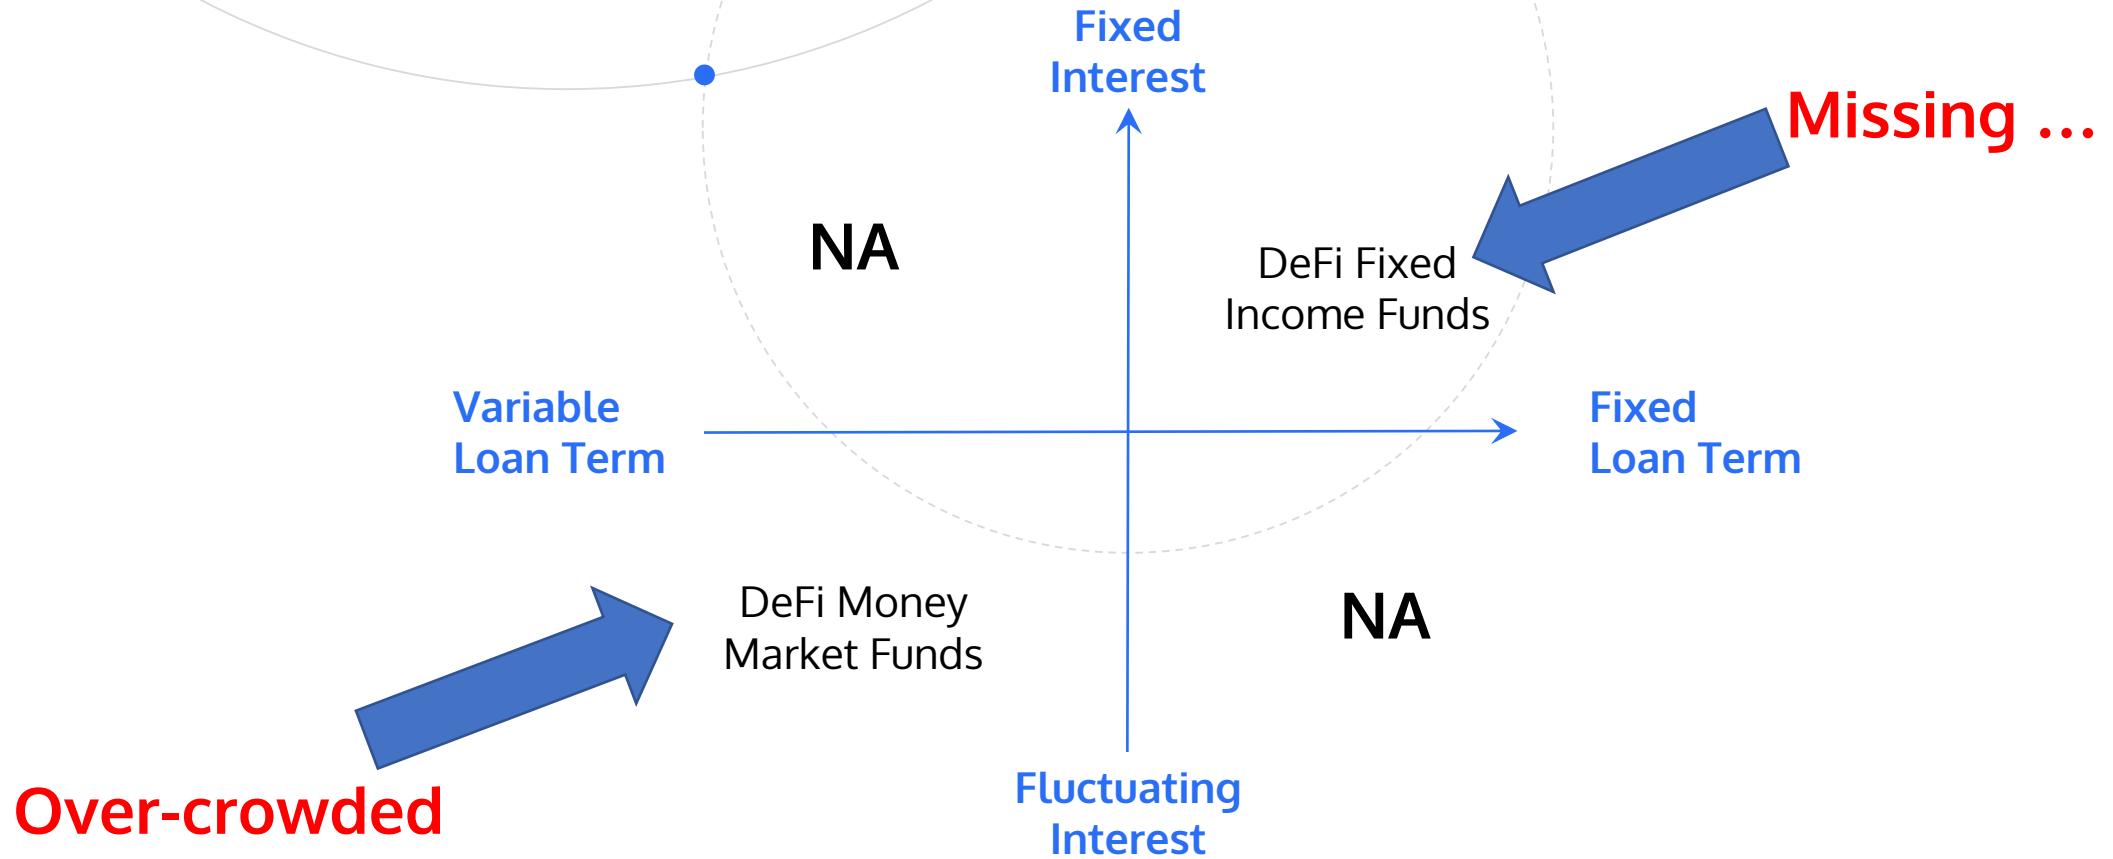 Fixed
Interest
Missing ...
NA
DeFi Fixed
Income Funds
Variable
Loan Term
Fixed
Loan Term
DeFi Money
Market Funds
NA
Over-crowded
Fluctuating
Interest